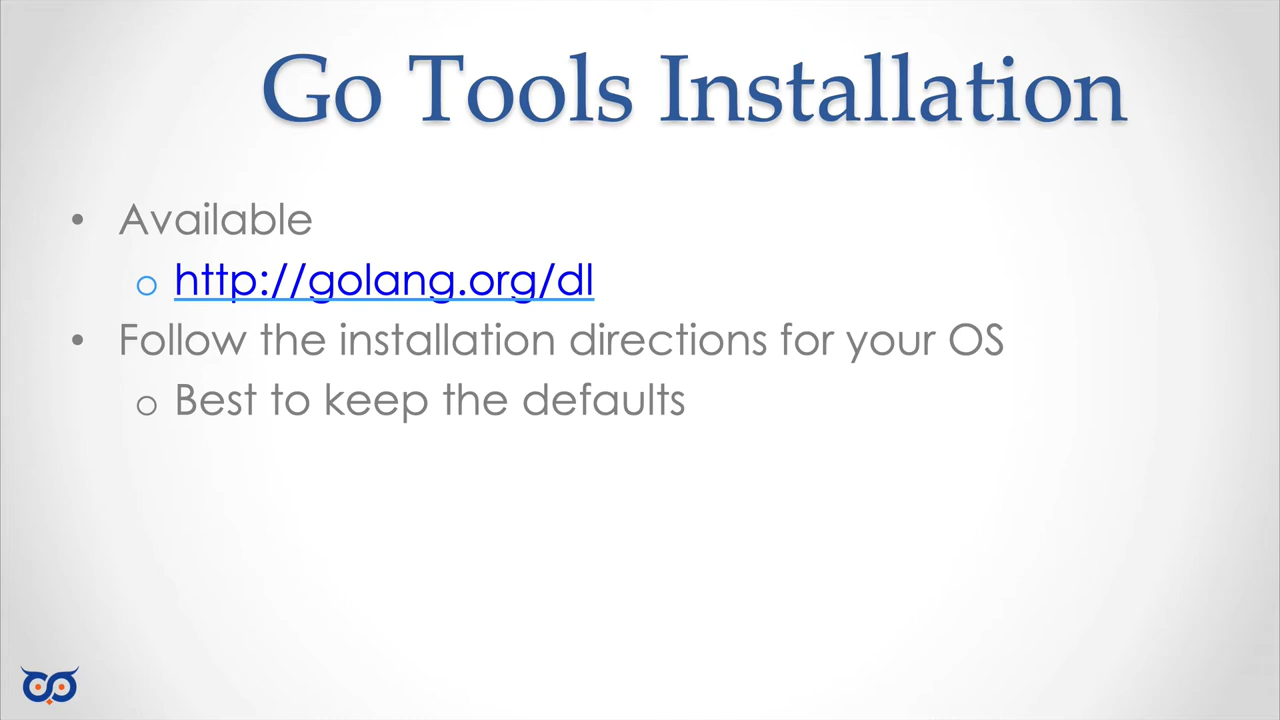 Go Tools Installation
• Available
o http://golang.org/dl
• Follow the installation directions for your OS
o Best to keep the defaults